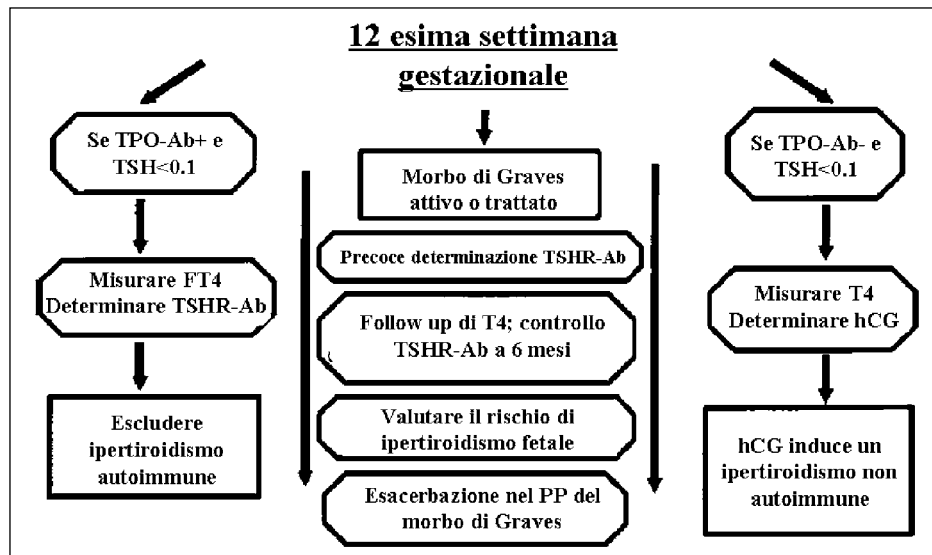 12 esima settimana
gestazionale
Se TPO-Ab+ e
TSH<0.1
Misurare FT4
Determinare TSHR-Ab
Escludere
ipertiroidismo
autoimmune
Morbo di Graves
attivo o trattato
Precoce determinazione TSHR-Ab
Follow up di T4; controllo
TSHR-Ab a 6 mesi
Valutare il rischio di
ipertiroidismo fetale
Esacerbazione nel PP del
morbo di Graves
Se TPO-Ab- e
TSH<0.1
Misurare T4
Determinare hCG
hCG induce un
ipertiroidismo non
autoimmune